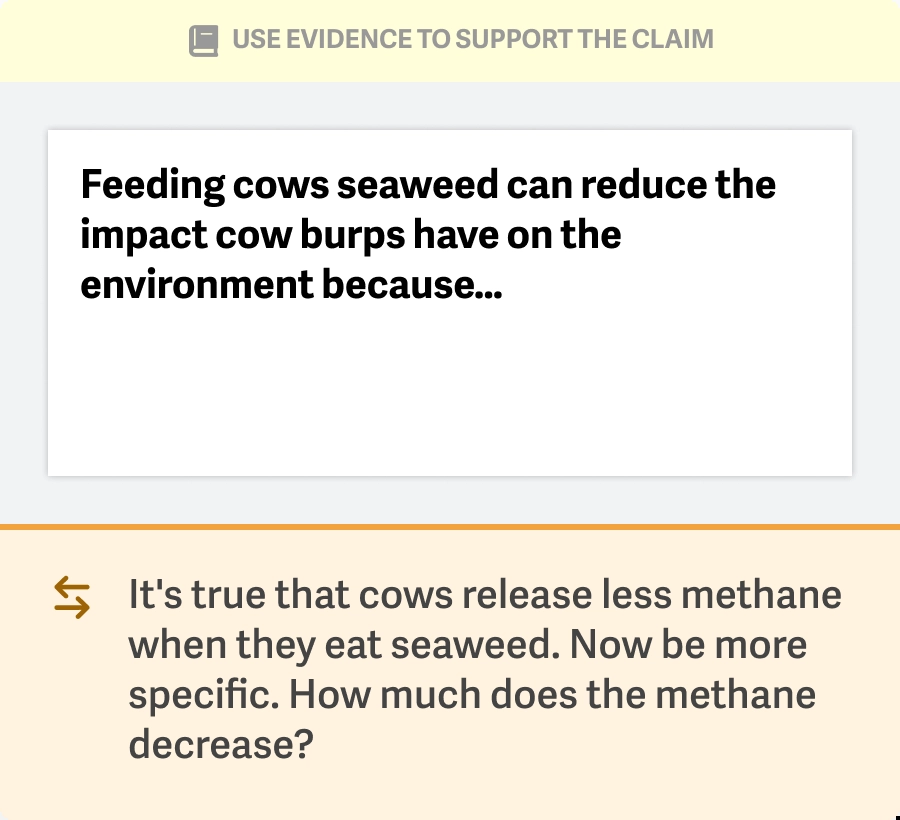 USE EVIDENCE TO SUPPORT THE CLAIM
Feeding cows seaweed can reduce the
impact cow burps have on the
environment because...
It's true that cows release less methane
when they eat seaweed. Now be more
specific. How much does the methane
decrease?